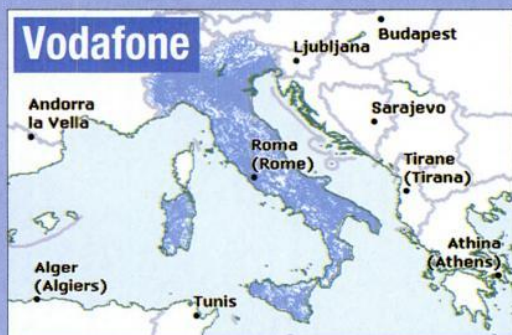 Vodafone
Budapest
Ljubljana
Andorra
la Vella
Sarajevo
Roma
(Rome)
Tirane
(Tirana)
Athina
(Athens)
Alger
(Algiers)
Tunis